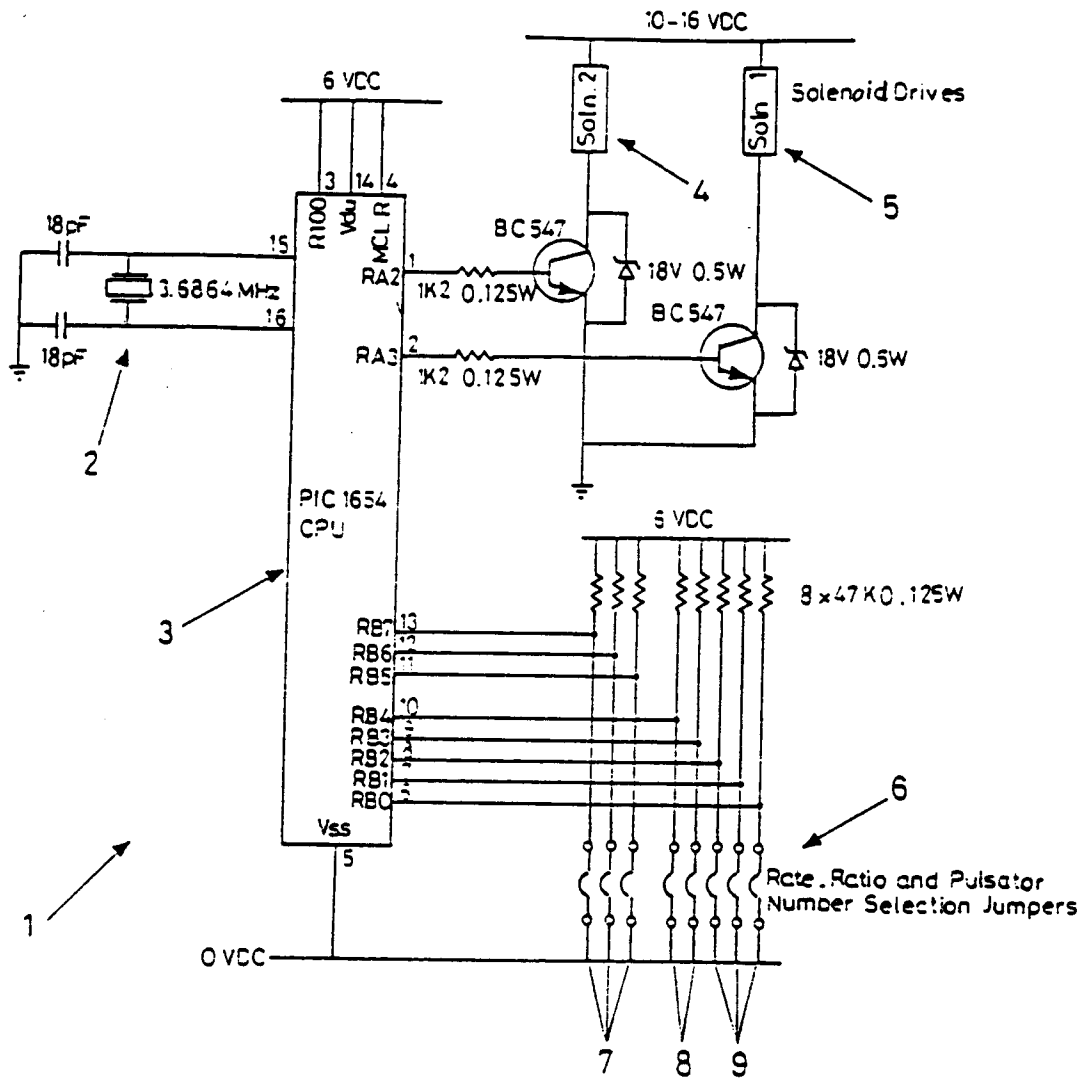 10-16 VDC
6 VDC
Soln. 2
Soln 1
Solenoid Drives
3 14 4
4
5
R100
Vdu
MCLR
18pF
15
BC547
RA2
1
1K2 0.125W
18V 0.5W
3.6864 MHz
16
18pF
BC547
RA3
2
1K2 0.125W
18V 0.5W
2
PIC 1654
CPU
6 VDC
8 x 47K 0.125W
3
RB7 13
RB6 12
RB5 11
RB4 10
RB3
RB2
RB1
RB0
6
Vss
5
Rate, Ratio and Pulsator
Number Selection Jumpers
1
0 VDC
7 8 9